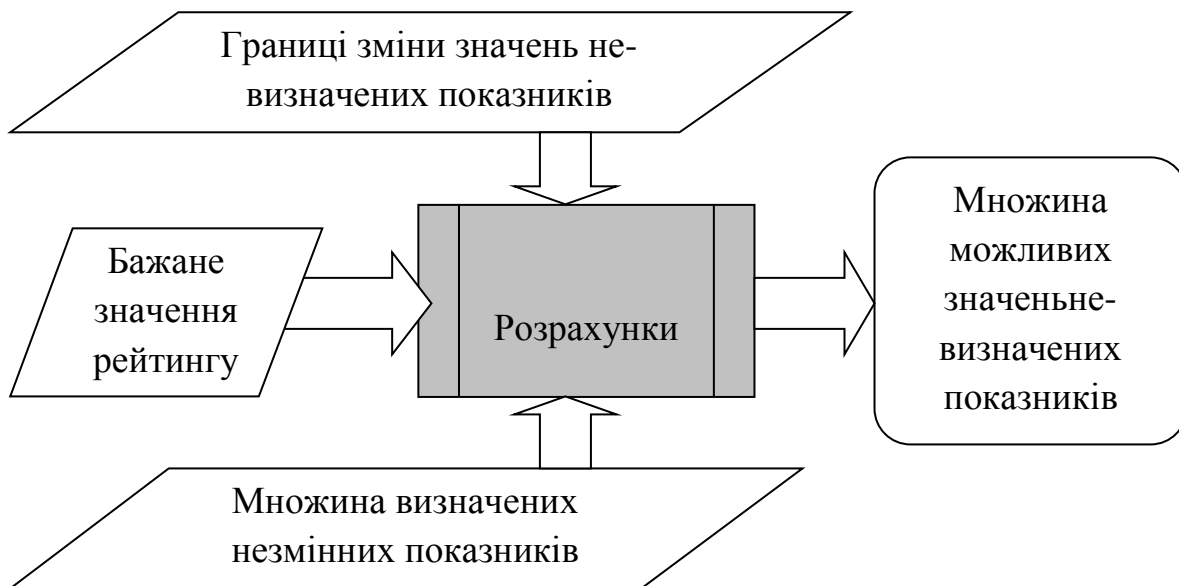 Границі зміни значень не-
визначених показників
Бажане
значення
рейтингу
Розрахунки
Множина
можливих
значеньне-
визначених
показників
Множина визначених
незмінних показників